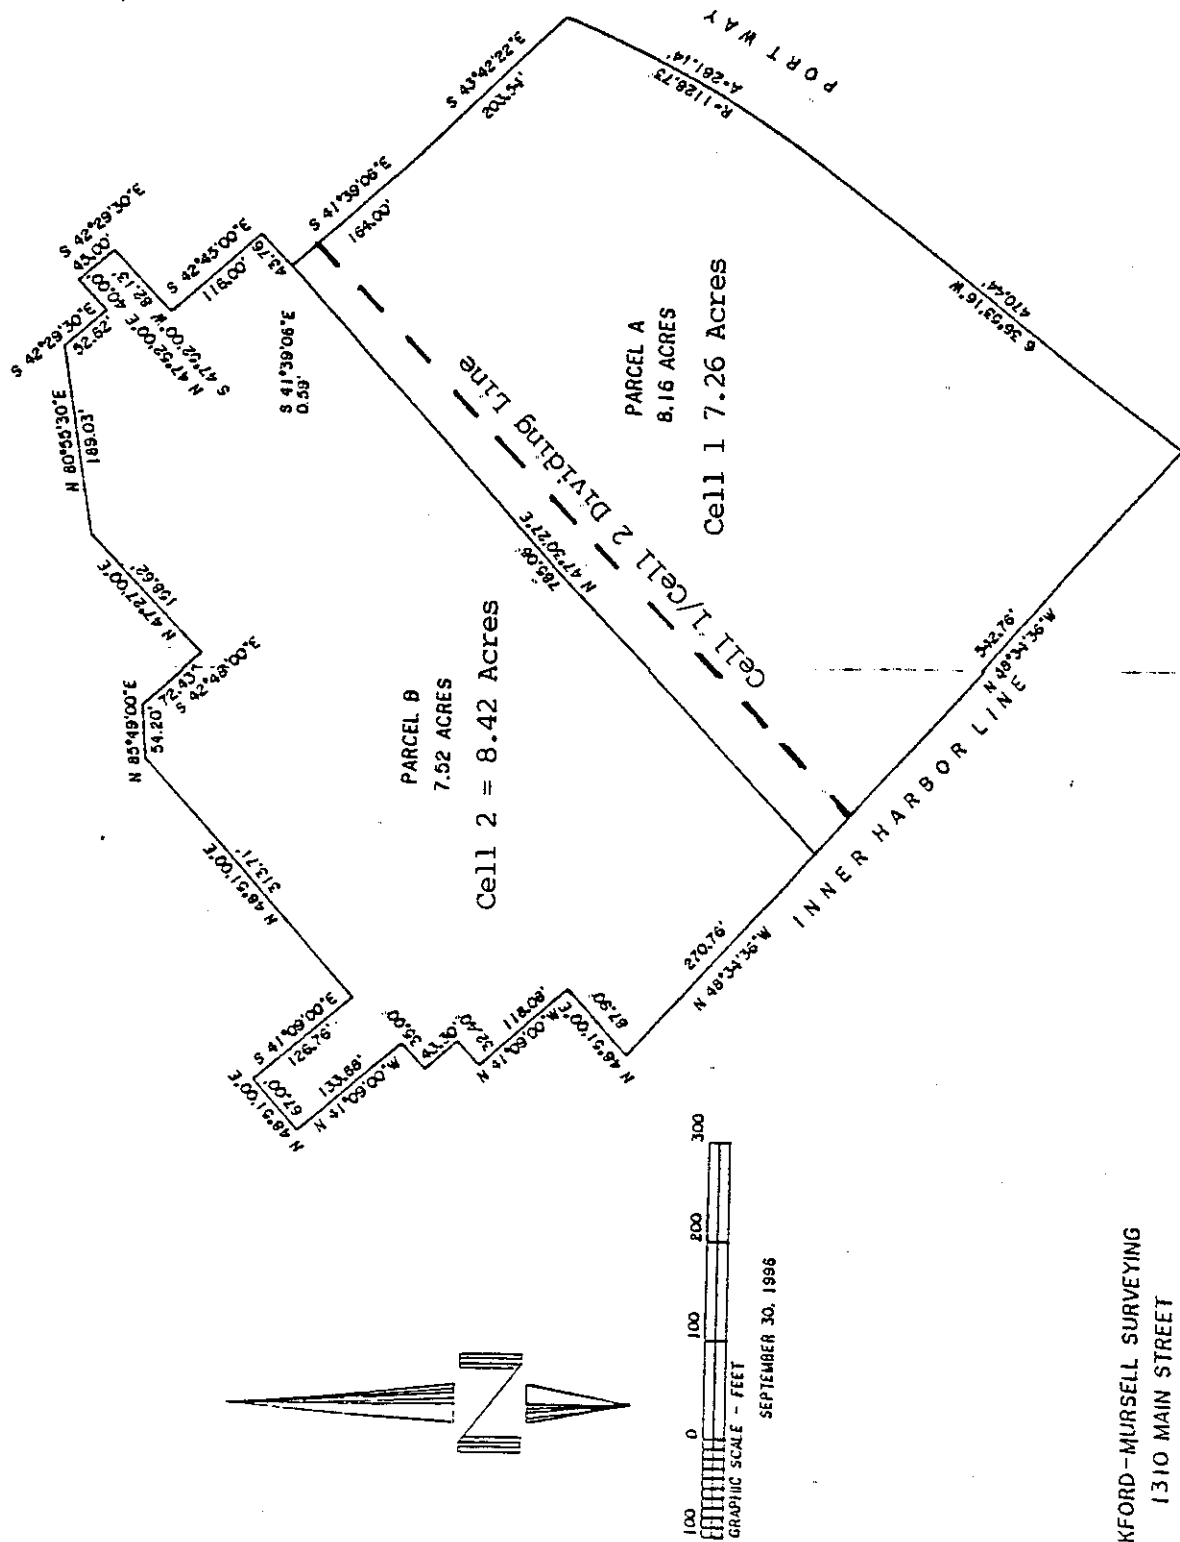 PORT WAY
S 43°42'22"E
203.54'
R=1128.73
A=281.14'
S 41°39'06"E
164.00'
S 42°29'30"E
45.00'
S 42°45'00"E
116.00'
43.76
S 42°29'30"E
52.62'
N 47°52'00"E 40.00'
S 47°52'00"W 82.13'
N 80°55'30"E
189.03'
S 41°39'06"E
0.59'
N 47°27'00"E
158.62'
N 85°49'00"E
54.20'
72.43'
S 42°48'00"E
PARCEL A
8.16 ACRES
Cell 1 7.26 Acres
S 36°53'16"W
470.44'
Cell 1/Cell 2 Dividing Line
N 47°30'27"E
785.06'
PARCEL B
7.52 ACRES
Cell 2 = 8.42 Acres
N 48°51'00"E
313.71'
542.76'
N 48°34'36"W
INNER HARBOR LINE
270.76'
N 48°34'36"W
S 41°09'00"E
126.76'
N 48°51'00"E
67.00'
133.88'
N 41°09'00"W
35.00'
43.30'
32.40'
118.08'
N 41°09'00"W
N 48°51'00"E
87.90'
N
100 0 100 200 300
GRAPHIC SCALE - FEET
SEPTEMBER 30, 1996
KFORD-MURSELL SURVEYING
1310 MAIN STREET